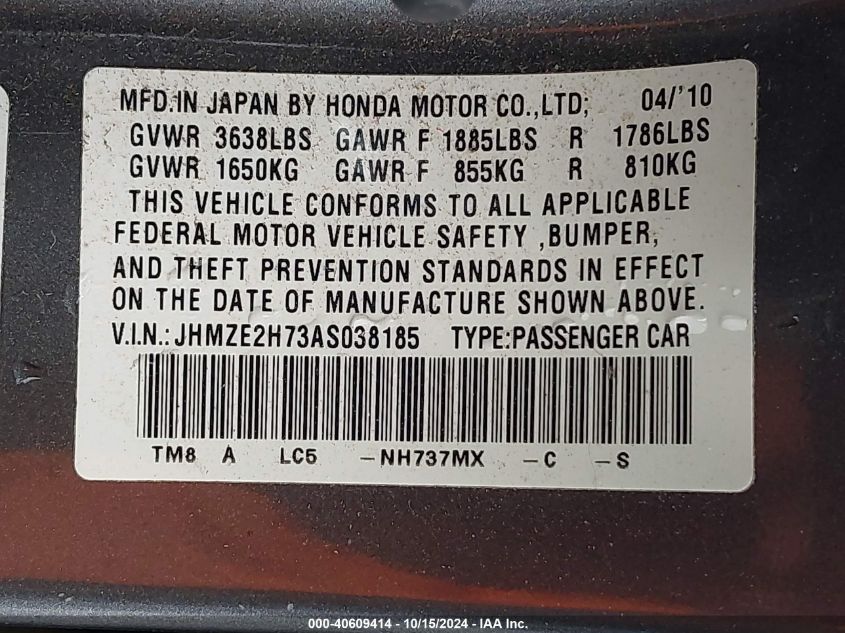 MFD.IN JAPAN BY HONDA MOTOR CO.,LTD; 04/'10
GVWR 3638LBS GAWR F 1885LBS R 1786LBS
GVWR 1650KG GAWR F 855KG R 810KG
THIS VEHICLE CONFORMS TO ALL APPLICABLE
FEDERAL MOTOR VEHICLE SAFETY ,BUMPER,
AND THEFT PREVENTION STANDARDS IN EFFECT
ON THE DATE OF MANUFACTURE SHOWN ABOVE.
V.I.N.: JHMZE2H73AS038185 TYPE:PASSENGER CAR
TM8 A LC5 -NH737MX -C -S
000-40609414 - 10/15/2024 - IAA Inc.